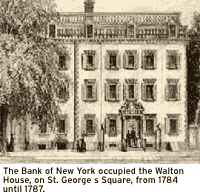 The Bank of New York occupied the Walton
House, on St. George s Square, from 1784
until 1787.